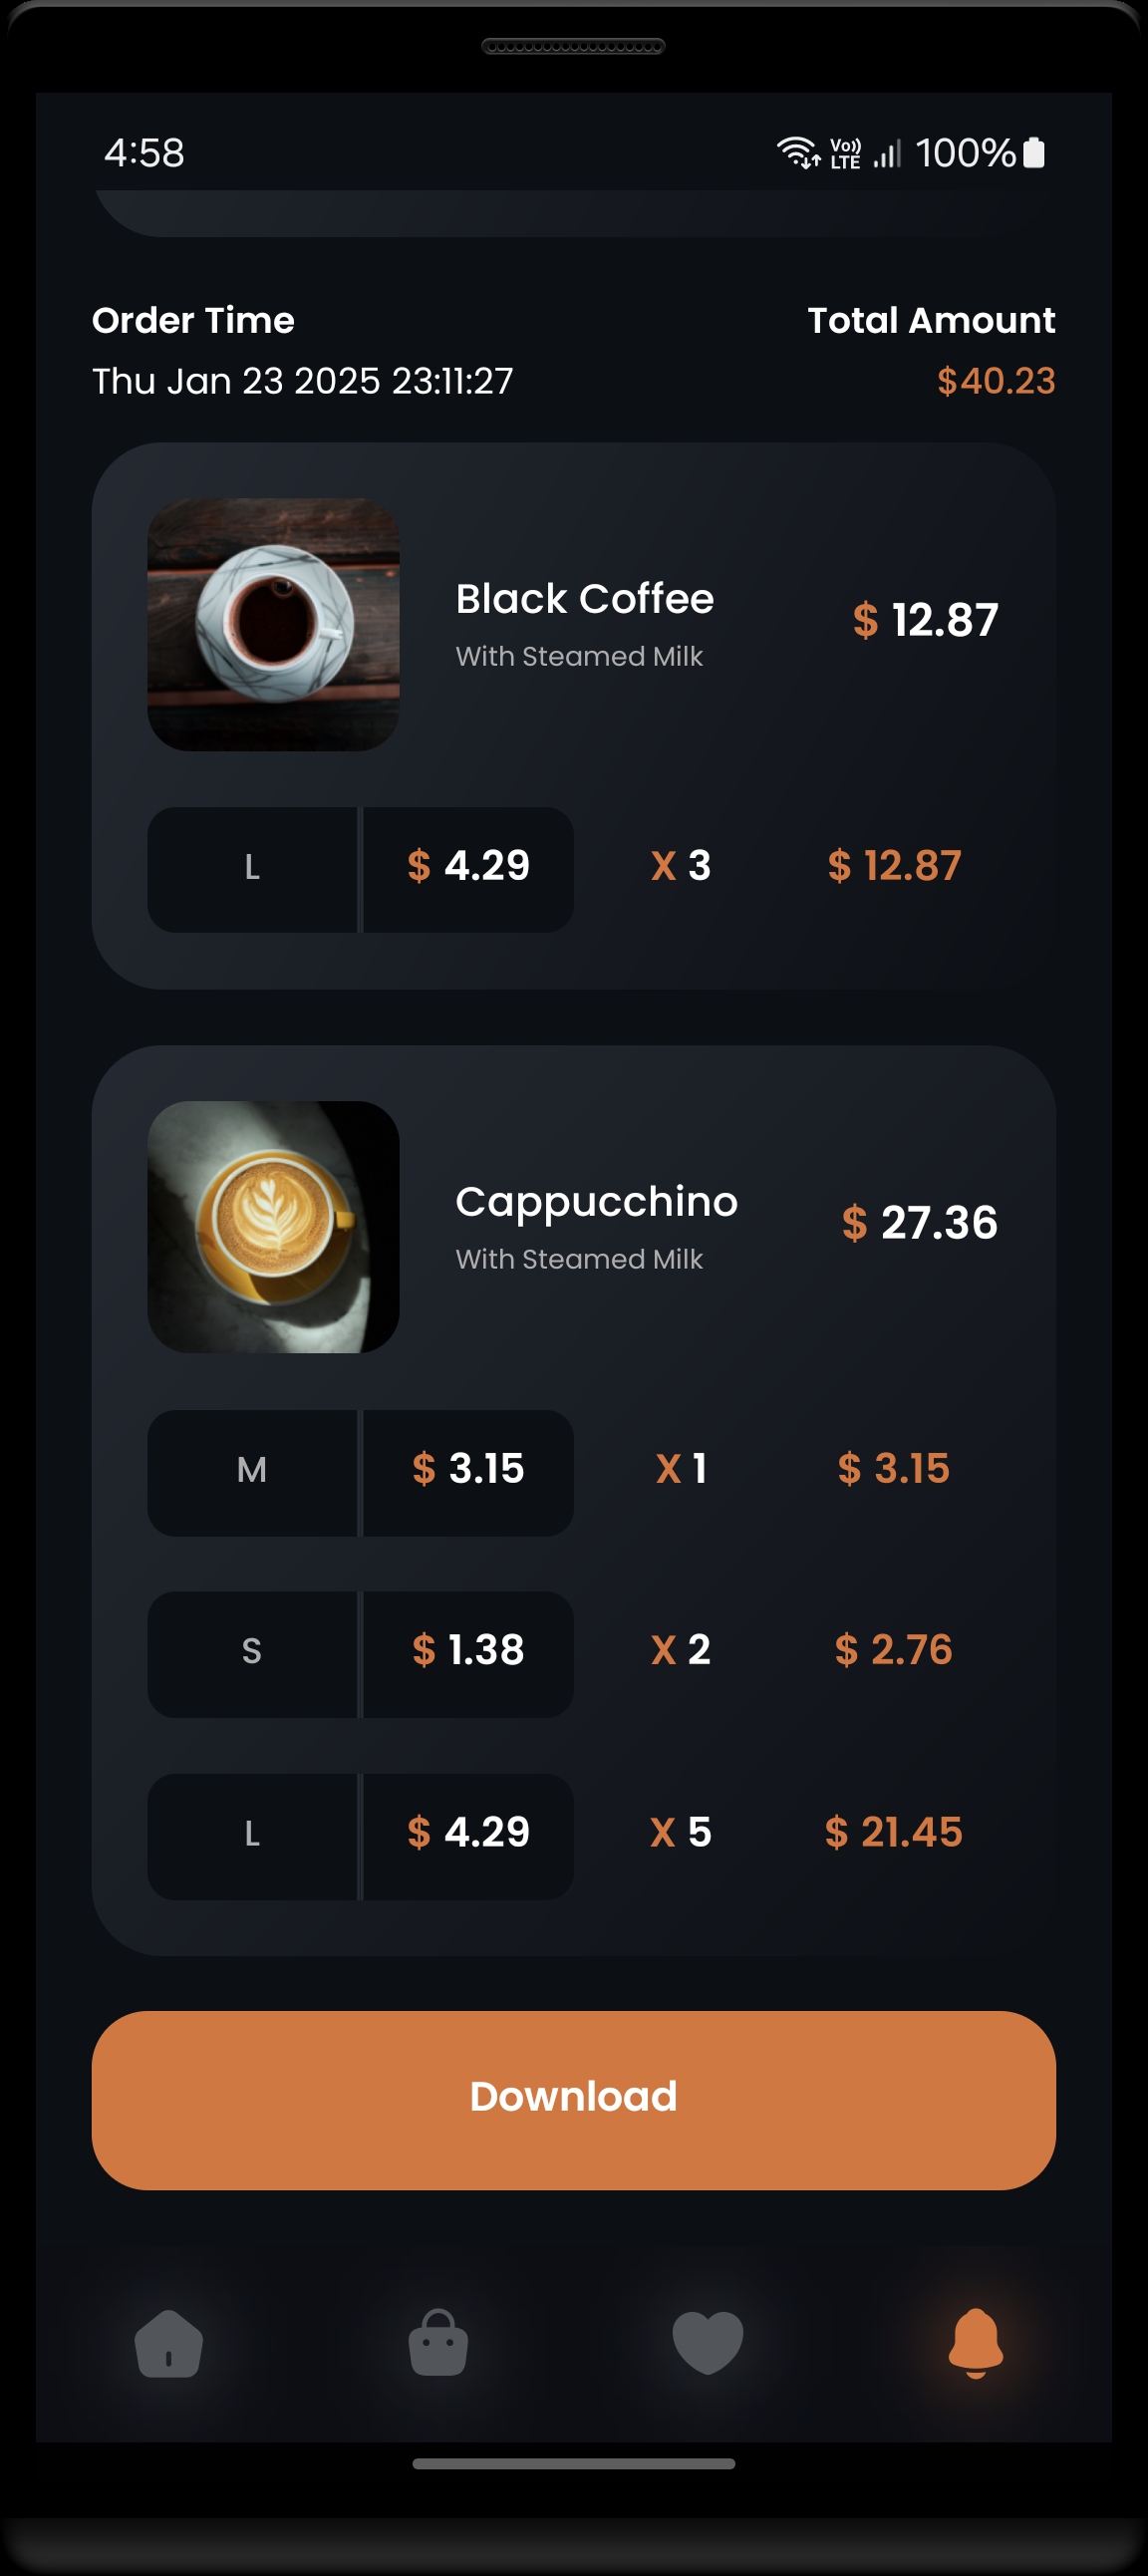 4:58 Vo)) LTE 100%
Order Time Total Amount
Thu Jan 23 2025 23:11:27 $40.23
Black Coffee
With Steamed Milk
$ 12.87
L $ 4.29 X 3 $ 12.87
Cappucchino
With Steamed Milk
$ 27.36
M $ 3.15 X 1 $ 3.15
S $ 1.38 X 2 $ 2.76
L $ 4.29 X 5 $ 21.45
Download